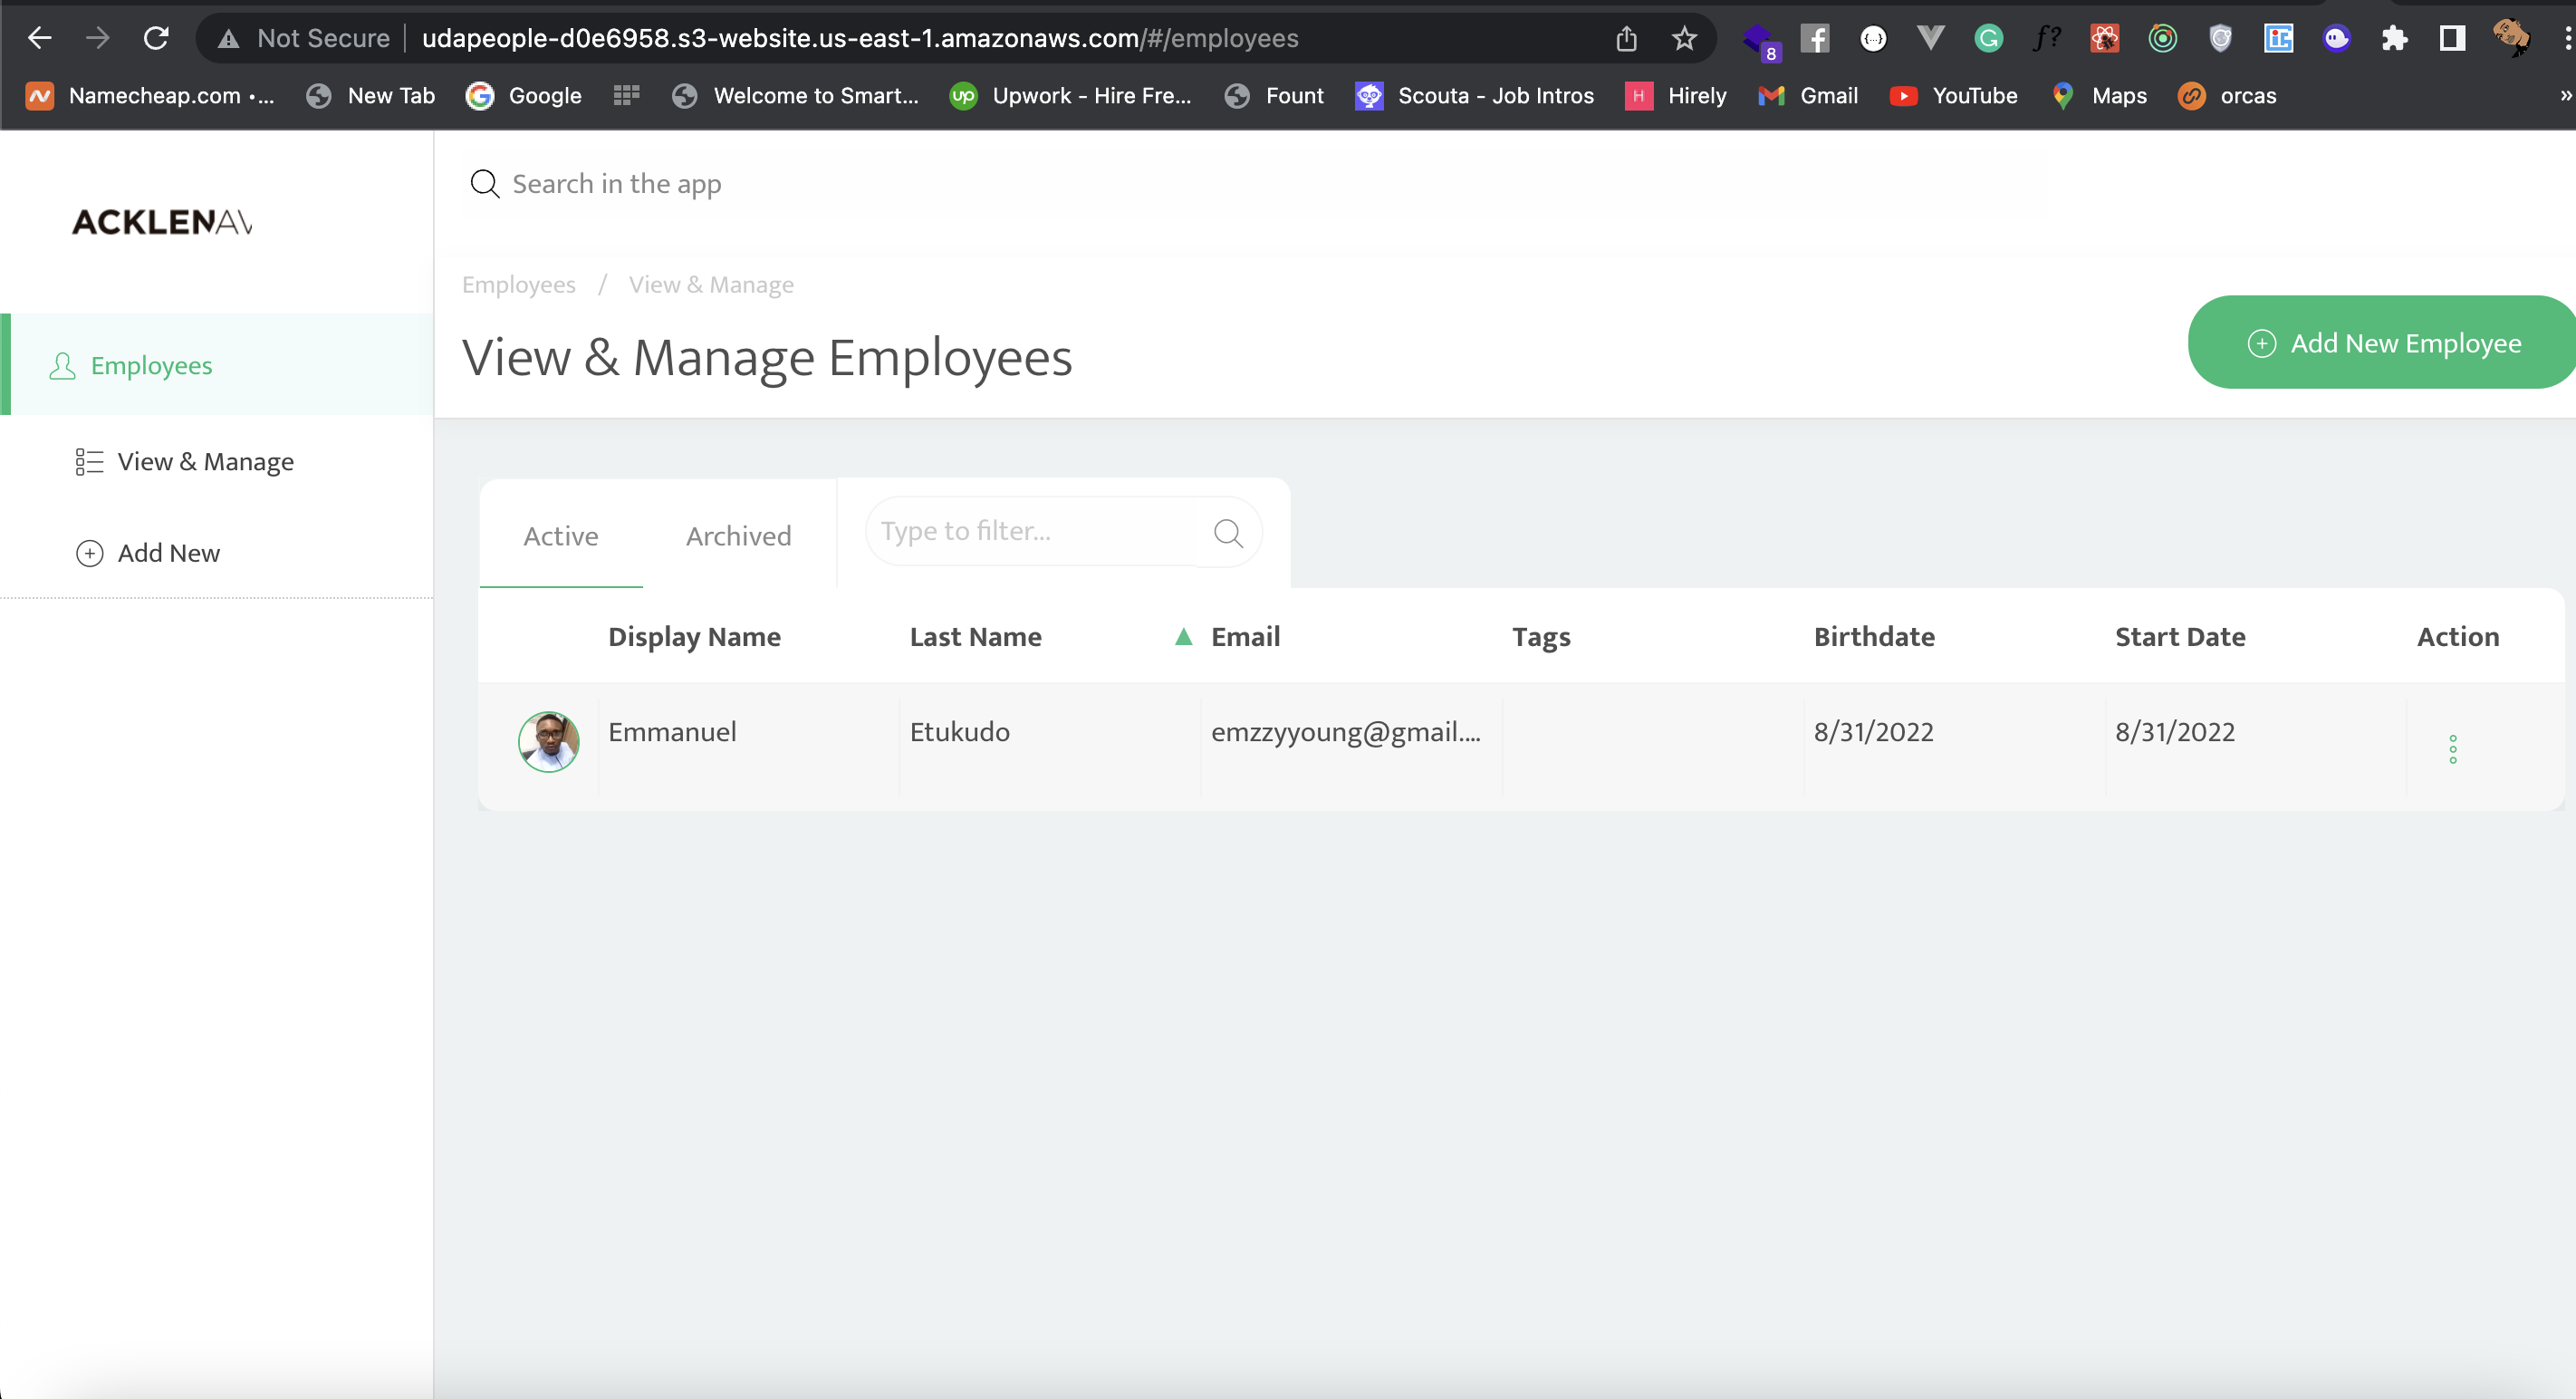 Not Secure udapeople-d0e6958.s3-website.us-east-1.amazonaws.com/#/employees
8
Namecheap.com •... New Tab Google Welcome to Smart... Upwork - Hire Fre... Fount Scouta - Job Intros Hirely Gmail YouTube Maps orcas »
ACKLENAV
Search in the app
Employees / View & Manage
View & Manage Employees
Add New Employee
Employees
View & Manage
Add New
Active Archived Type to filter...
Display Name Last Name Email Tags Birthdate Start Date Action
Emmanuel Etukudo emzzyyoung@gmail.... 8/31/2022 8/31/2022